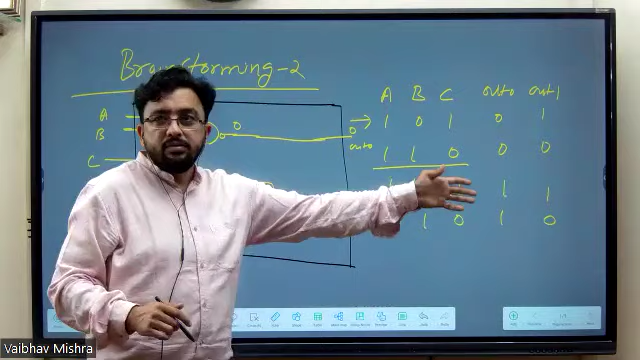 Brainstorming-2
A B C out0 out1
A → 1 0 1 0 1
B 0 0 out0
C 1 1 0 0 0
1 1 1
1 0 1 0
Vaibhav Mishra